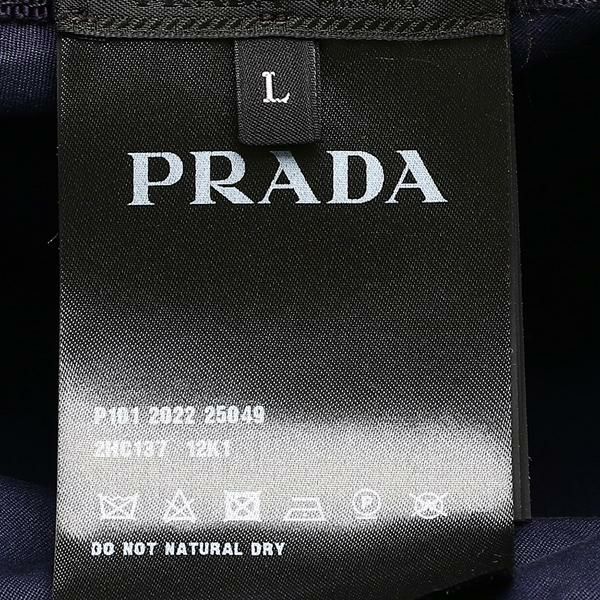 L
PRADA
P101 2022 25049
2HC137 12K1
P
DO NOT NATURAL DRY